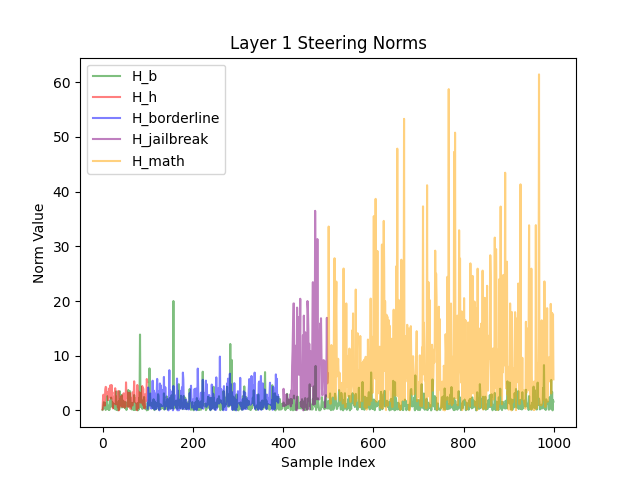 Layer 1 Steering Norms
H_b
H_h
H_borderline
H_jailbreak
H_math
60
50
40
30
20
10
0
Norm Value
0 200 400 600 800 1000
Sample Index